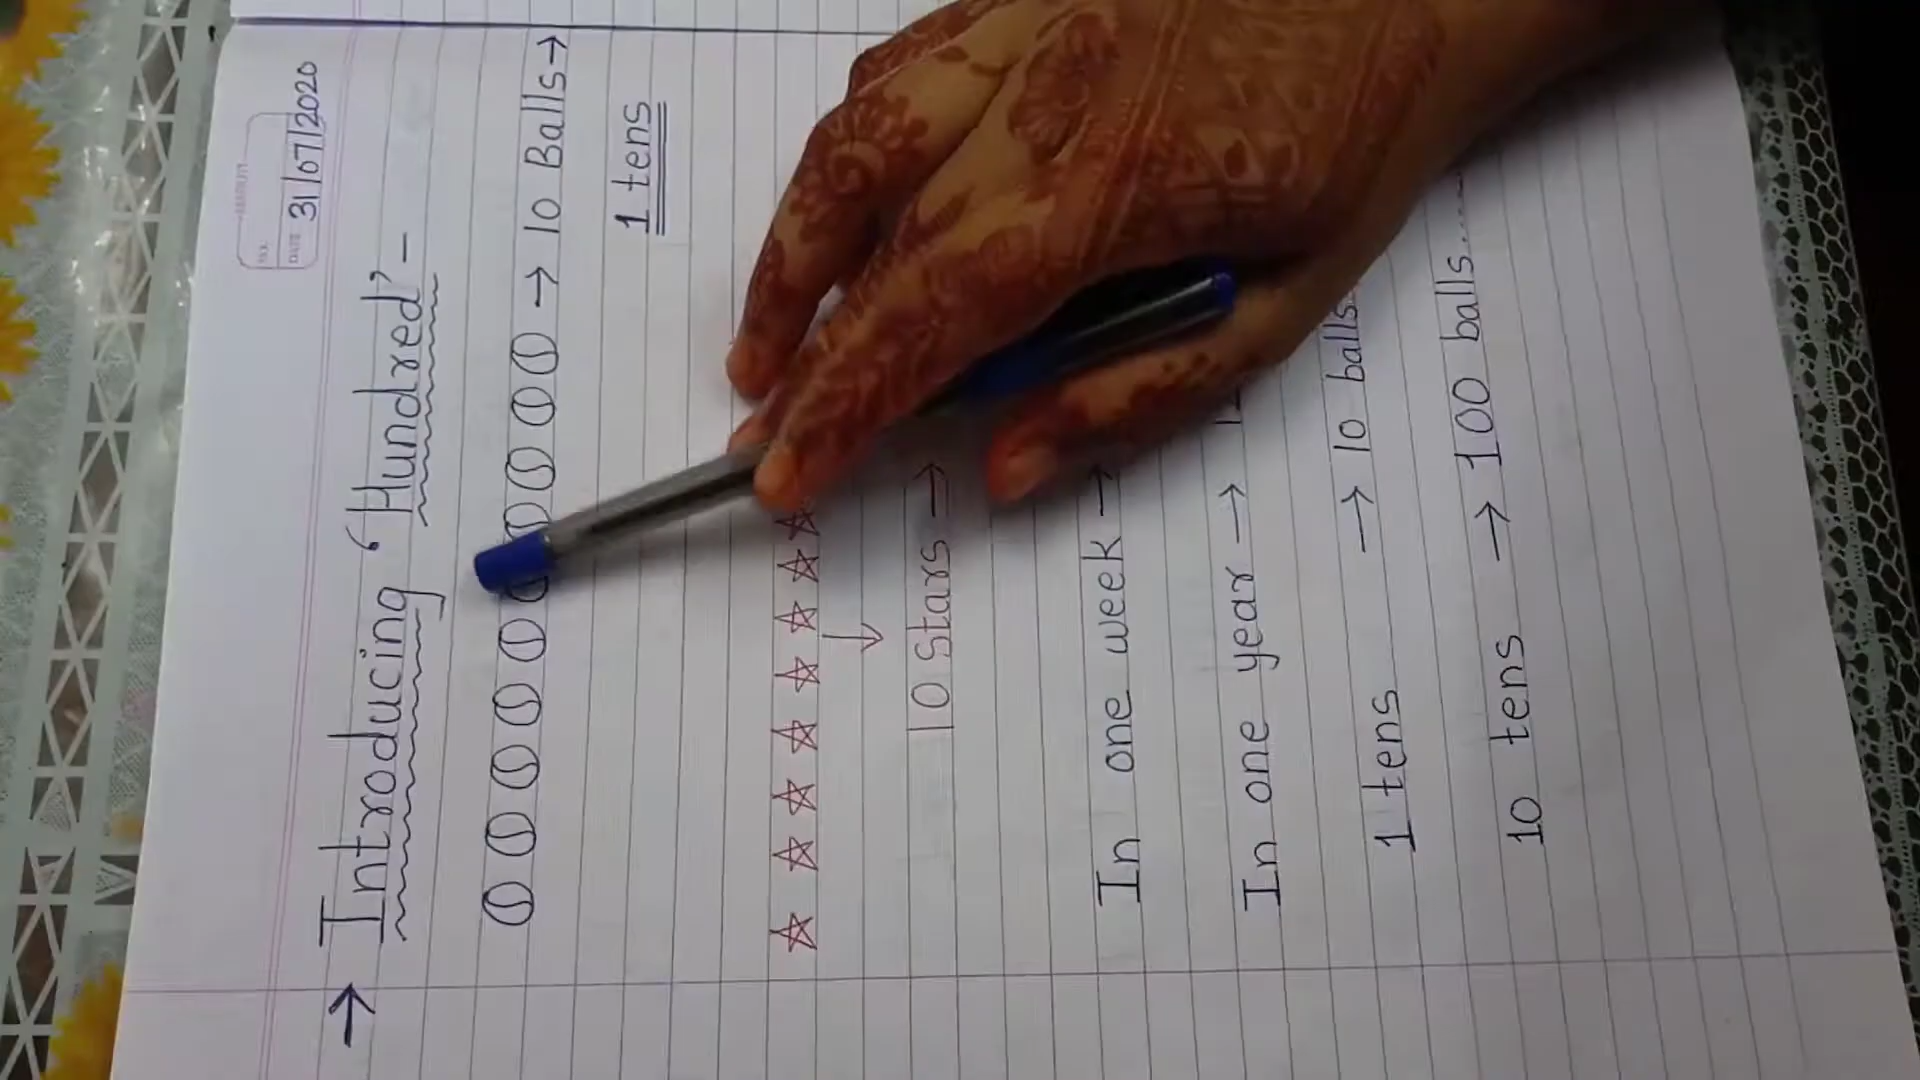 DATE 31/07/2020
→ Introducing 'Hundred' -
→ 10 Balls →
1 tens
10 Stars →
In one week →
In one year →
1 tens → 10 balls
10 tens → 100 balls....